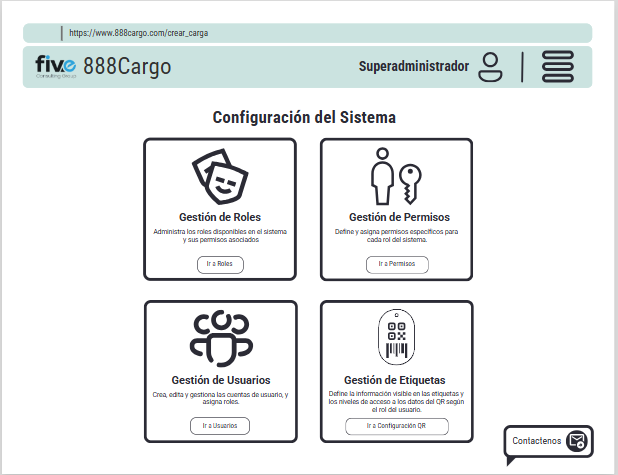 https://www.888cargo.com/crear_carga
five
Consulting Group
888Cargo
Superadministrador
Configuración del Sistema
Gestión de Roles
Administra los roles disponibles en el sistema
y sus permisos asociados
Ir a Roles
Gestión de Permisos
Define y asigna permisos específicos para
cada rol del sistema.
Ir a Permisos
Gestión de Usuarios
Crea, edita y gestiona las cuentas de usuario, y
asigna roles.
Ir a Usuarios
Gestión de Etiquetas
Define la información visible en las etiquetas y
los niveles de acceso a los datos del QR según
el rol del usuario.
Ir a Configuración QR
Contactenos